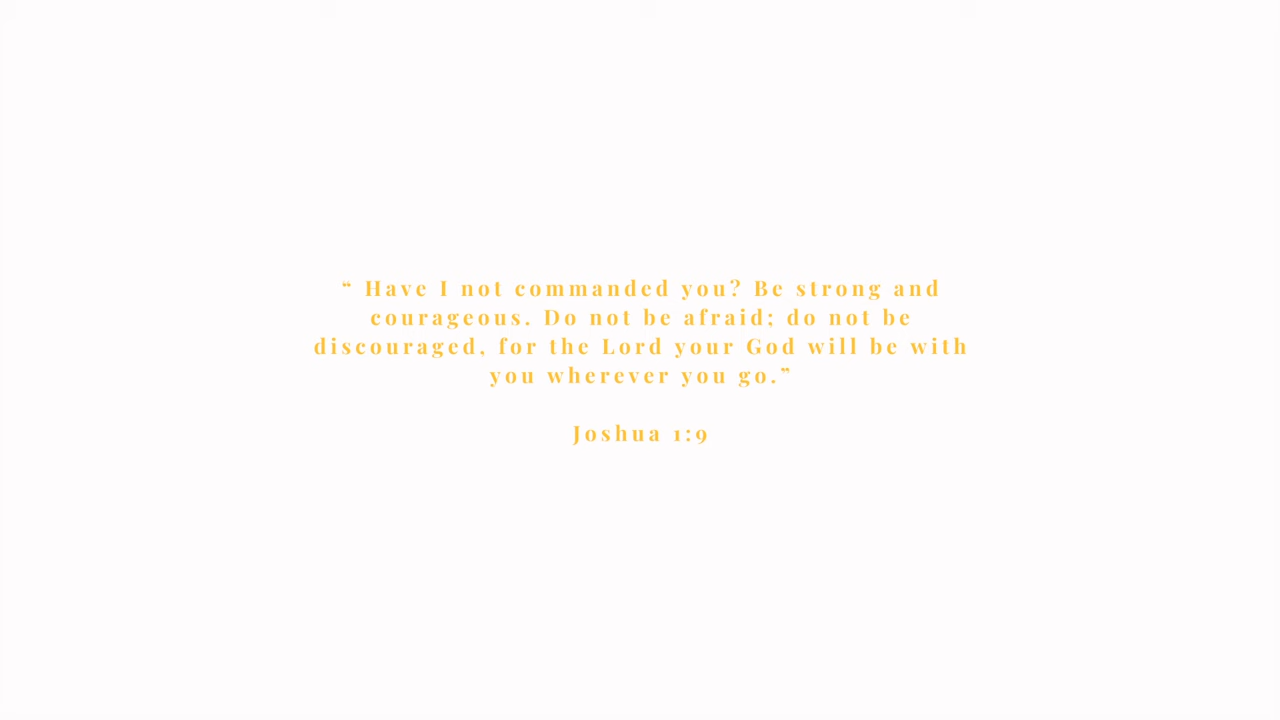 “ Have I not commanded you? Be strong and
courageous. Do not be afraid; do not be
discouraged, for the Lord your God will be with
you wherever you go.”
Joshua 1:9